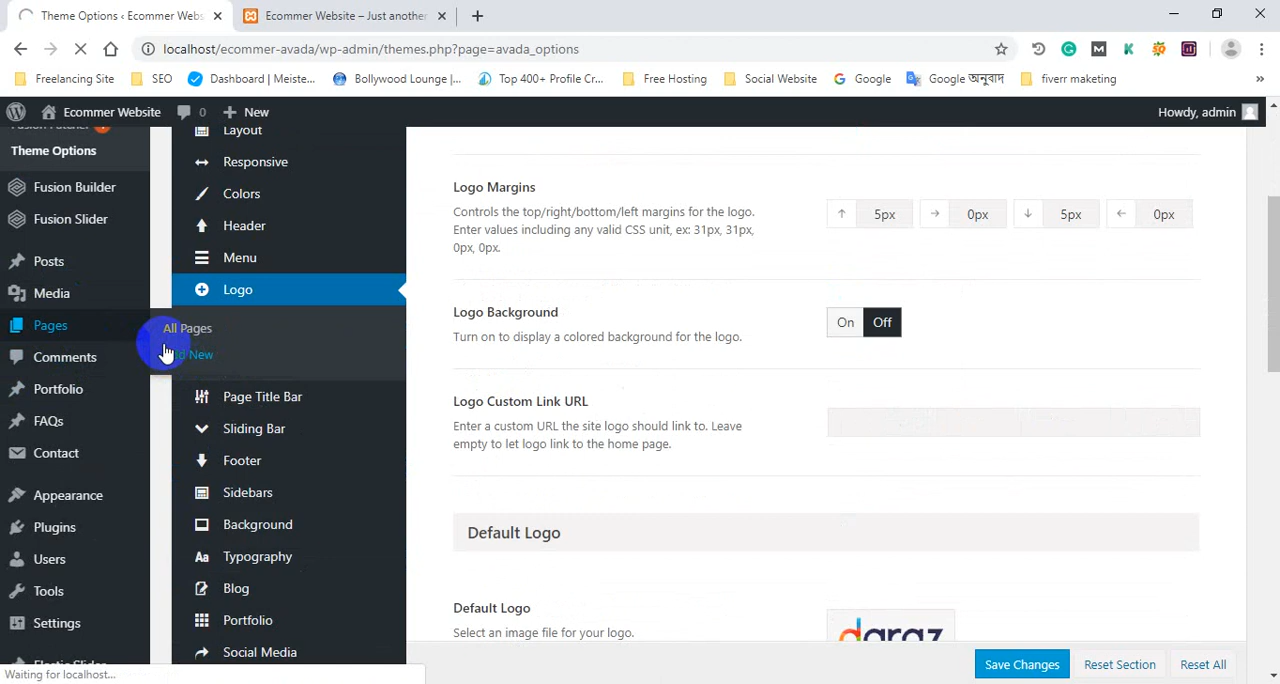 Theme Options ‹ Ecommer Webs
Ecommer Website – Just another
localhost/ecommer-avada/wp-admin/themes.php?page=avada_options
Freelancing Site
SEO
Dashboard | Meiste...
Bollywood Lounge |...
Top 400+ Profile Cr...
Free Hosting
Social Website
Google
Google অনুবাদ
fiverr maketing
»
Ecommer Website
0
New
Howdy, admin
Theme Options
Fusion Builder
Fusion Slider
Posts
Media
Pages
Comments
Portfolio
FAQs
Contact
Appearance
Plugins
Users
Tools
Settings
All Pages
New
Layout
Responsive
Colors
Header
Menu
Logo
Page Title Bar
Sliding Bar
Footer
Sidebars
Background
Typography
Blog
Portfolio
Social Media
Logo Margins
Controls the top/right/bottom/left margins for the logo.
Enter values including any valid CSS unit, ex: 31px, 31px,
0px, 0px.
5px
0px
5px
0px
Logo Background
Turn on to display a colored background for the logo.
On
Off
Logo Custom Link URL
Enter a custom URL the site logo should link to. Leave
empty to let logo link to the home page.
Default Logo
Default Logo
Select an image file for your logo.
daraz
Save Changes
Reset Section
Reset All
Waiting for localhost...